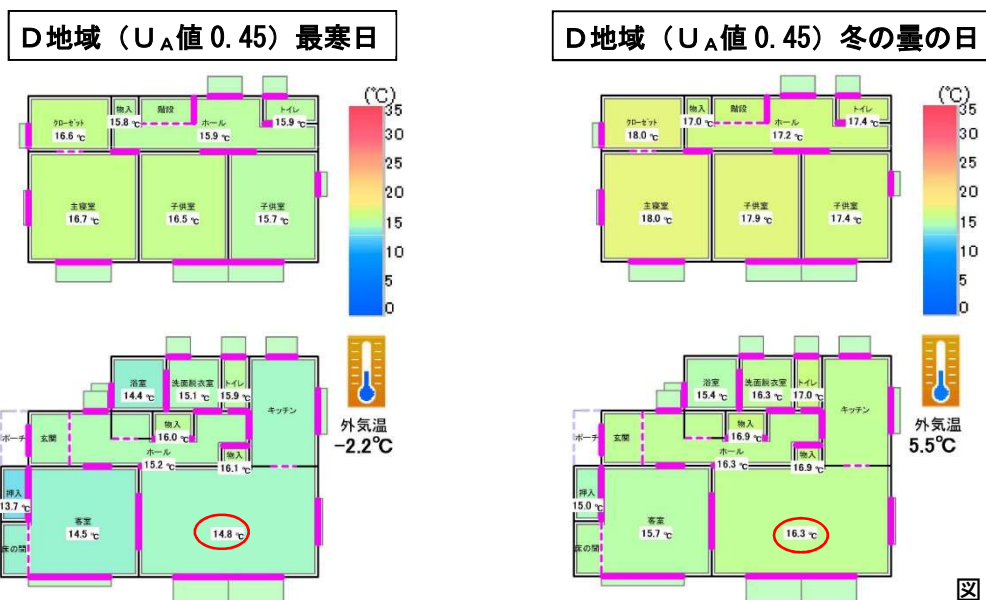 D地域(UA値0.45)最寒日
物入
15.8 ℃
階段
トイレ
15.9 ℃
クローゼット
16.6 ℃
ホール
15.9 ℃
主寝室
16.7 ℃
子供室
16.5 ℃
子供室
15.7 ℃
(℃)
35
30
25
20
15
10
5
0
浴室
14.4 ℃
洗面脱衣室
15.1 ℃
トイレ
15.9 ℃
キッチン
物入
16.0 ℃
ポーチ
玄関
ホール
15.2 ℃
物入
16.1 ℃
押入
13.7 ℃
客室
14.5 ℃
14.8 ℃
床の間
外気温
-2.2℃
D地域(UA値0.45)冬の曇の日
物入
17.0 ℃
階段
トイレ
17.4 ℃
クローゼット
18.0 ℃
ホール
17.2 ℃
主寝室
18.0 ℃
子供室
17.9 ℃
子供室
17.4 ℃
(℃)
35
30
25
20
15
10
5
0
浴室
15.4 ℃
洗面脱衣室
16.3 ℃
トイレ
17.0 ℃
キッチン
物入
16.9 ℃
ポーチ
玄関
ホール
16.3 ℃
物入
16.9 ℃
押入
15.0 ℃
客室
15.7 ℃
16.3 ℃
床の間
外気温
5.5℃
図